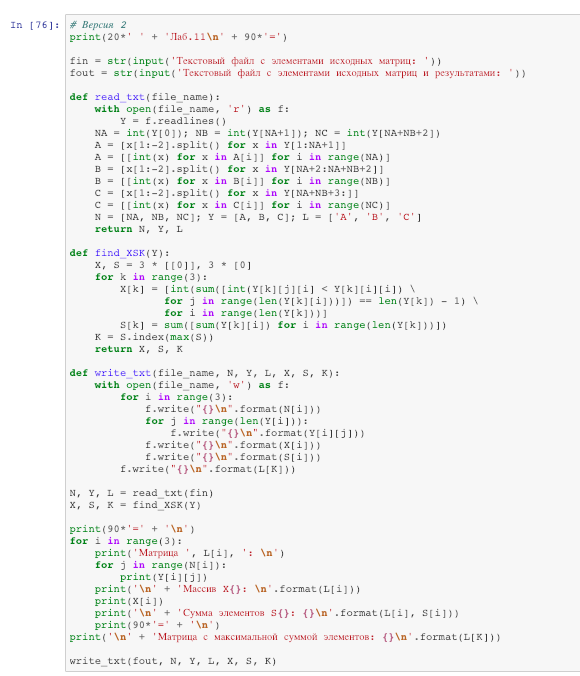 In [76]: # Версия 2
print(20*' ' + 'Лаб.11\n' + 90*'=')
fin = str(input('Текстовый файл с элементами исходных матриц: '))
fout = str(input('Текстовый файл с элементами исходных матриц и результатами: '))
def read_txt(file_name):
    with open(file_name, 'r') as f:
        Y = f.readlines()
    NA = int(Y[0]); NB = int(Y[NA+1]); NC = int(Y[NA+NB+2])
    A = [x[1:-2].split() for x in Y[1:NA+1]]
    A = [[int(x) for x in A[i]] for i in range(NA)]
    B = [x[1:-2].split() for x in Y[NA+2:NA+NB+2]]
    B = [[int(x) for x in B[i]] for i in range(NB)]
    C = [x[1:-2].split() for x in Y[NA+NB+3:]]
    C = [[int(x) for x in C[i]] for i in range(NC)]
    N = [NA, NB, NC]; Y = [A, B, C]; L = ['A', 'B', 'C']
    return N, Y, L
def find_XSK(Y):
    X, S = 3 * [[0]], 3 * [0]
    for k in range(3):
        X[k] = [int(sum([int(Y[k][j][i] < Y[k][i][i]) \
                for j in range(len(Y[k][i]))]) == len(Y[k]) - 1) \
                for i in range(len(Y[k]))]
        S[k] = sum([sum(Y[k][i]) for i in range(len(Y[k]))])
    K = S.index(max(S))
    return X, S, K
def write_txt(file_name, N, Y, L, X, S, K):
    with open(file_name, 'w') as f:
        for i in range(3):
            f.write("{}\n".format(N[i]))
            for j in range(len(Y[i])):
                f.write("{}\n".format(Y[i][j]))
            f.write("{}\n".format(X[i]))
            f.write("{}\n".format(S[i]))
        f.write("{}\n".format(L[K]))
N, Y, L = read_txt(fin)
X, S, K = find_XSK(Y)
print(90*'=' + '\n')
for i in range(3):
    print('Матрица ', L[i], ': \n')
    for j in range(N[i]):
        print(Y[i][j])
    print('\n' + 'Массив X{}: \n'.format(L[i]))
    print(X[i])
    print('\n' + 'Сумма элементов S{}: {}\n'.format(L[i], S[i]))
    print(90*'=' + '\n')
print('\n' + 'Матрица с максимальной суммой элементов: {}\n'.format(L[K]))
write_txt(fout, N, Y, L, X, S, K)